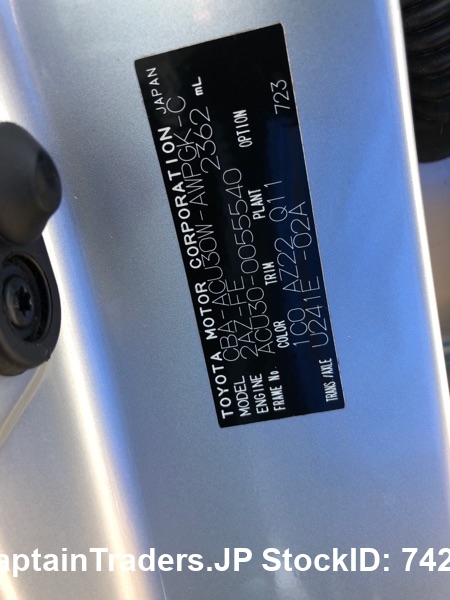 TOYOTA MOTOR CORPORATION JAPAN
MODEL CBA-ACU30W-AWPGK-C
ENGINE 2AZ-FE 2362 mL
FRAME No. ACU30-0055540
COLOR TRIM PLANT OPTION
1C0 AZ22 Q11 723
TRANS/AXLE U241E -02A
aptainTraders.JP StockID: 742